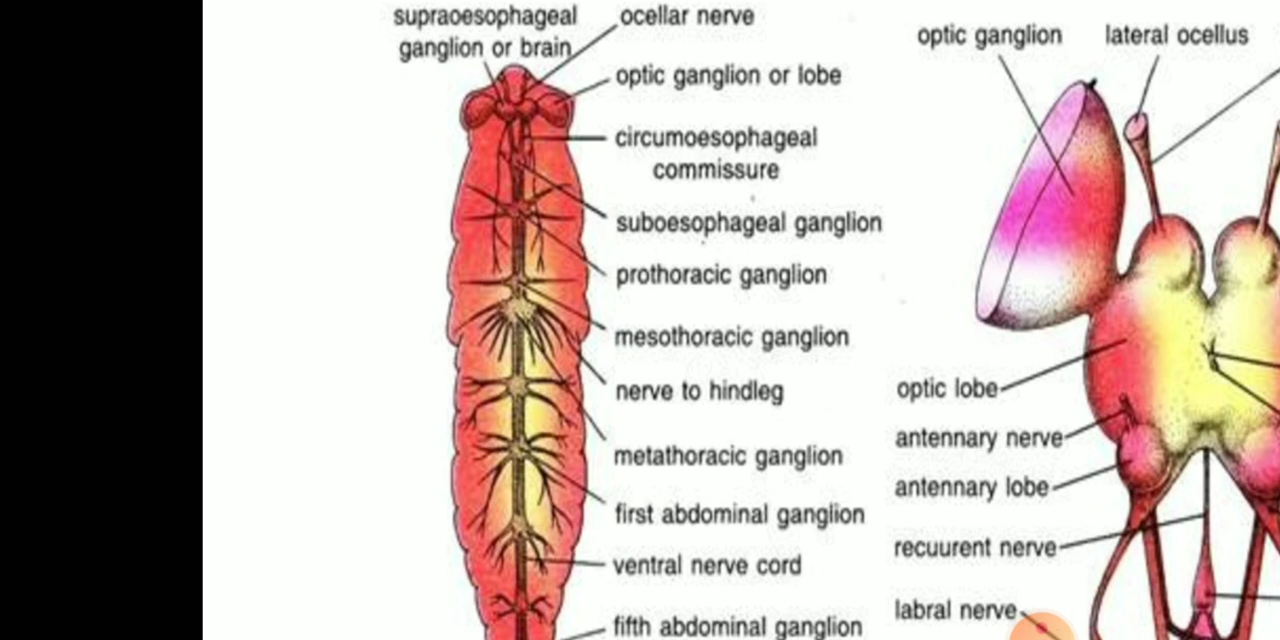 supraoesophageal
ganglion or brain
ocellar nerve
optic ganglion or lobe
circumoesophageal
commissure
suboesophageal ganglion
prothoracic ganglion
mesothoracic ganglion
nerve to hindleg
metathoracic ganglion
first abdominal ganglion
ventral nerve cord
fifth abdominal ganglion
optic ganglion
lateral ocellus
optic lobe
antennary nerve
antennary lobe
recuurent nerve
labral nerve